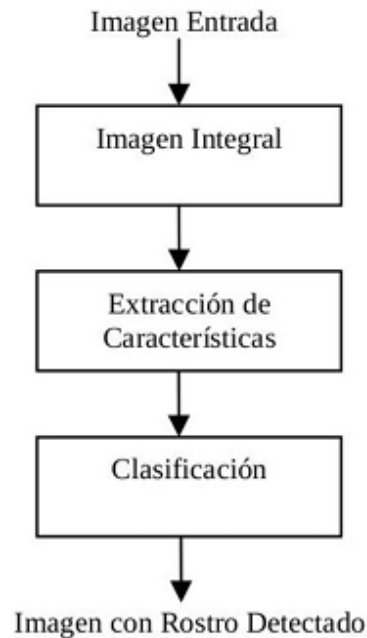 Imagen Entrada
Imagen Integral
Extracción de
Características
Clasificación
Imagen con Rostro Detectado